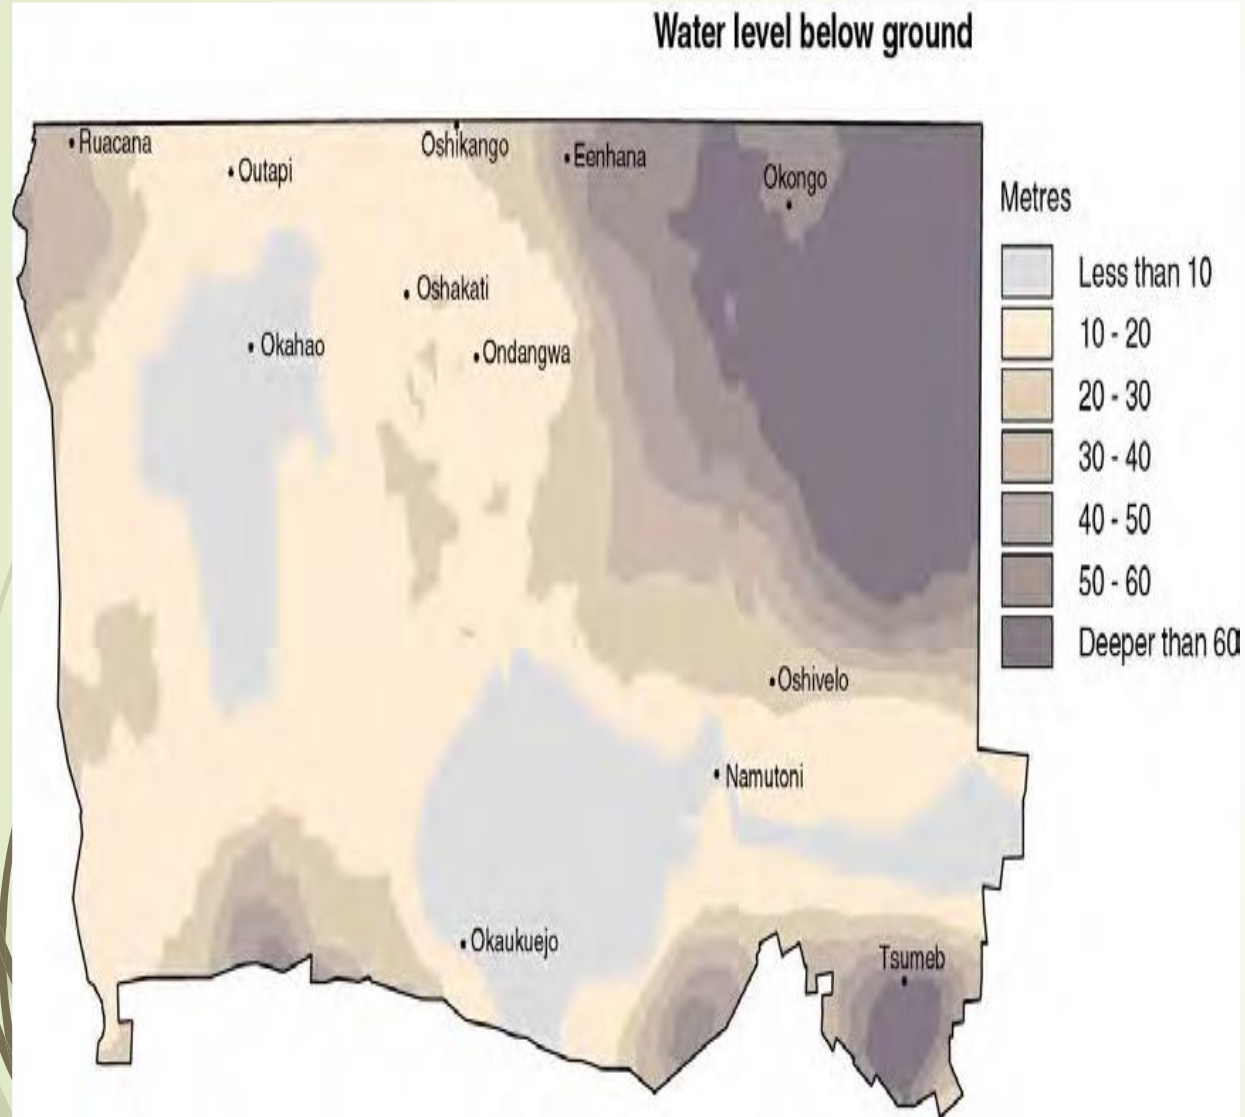 Water level below ground
Ruacana
Oshikango
Eenhana
Outapi
Okongo
Oshakati
Okahao
Ondangwa
Oshivelo
Namutoni
Okaukuejo
Tsumeb
Metres
Less than 10
10 - 20
20 - 30
30 - 40
40 - 50
50 - 60
Deeper than 60